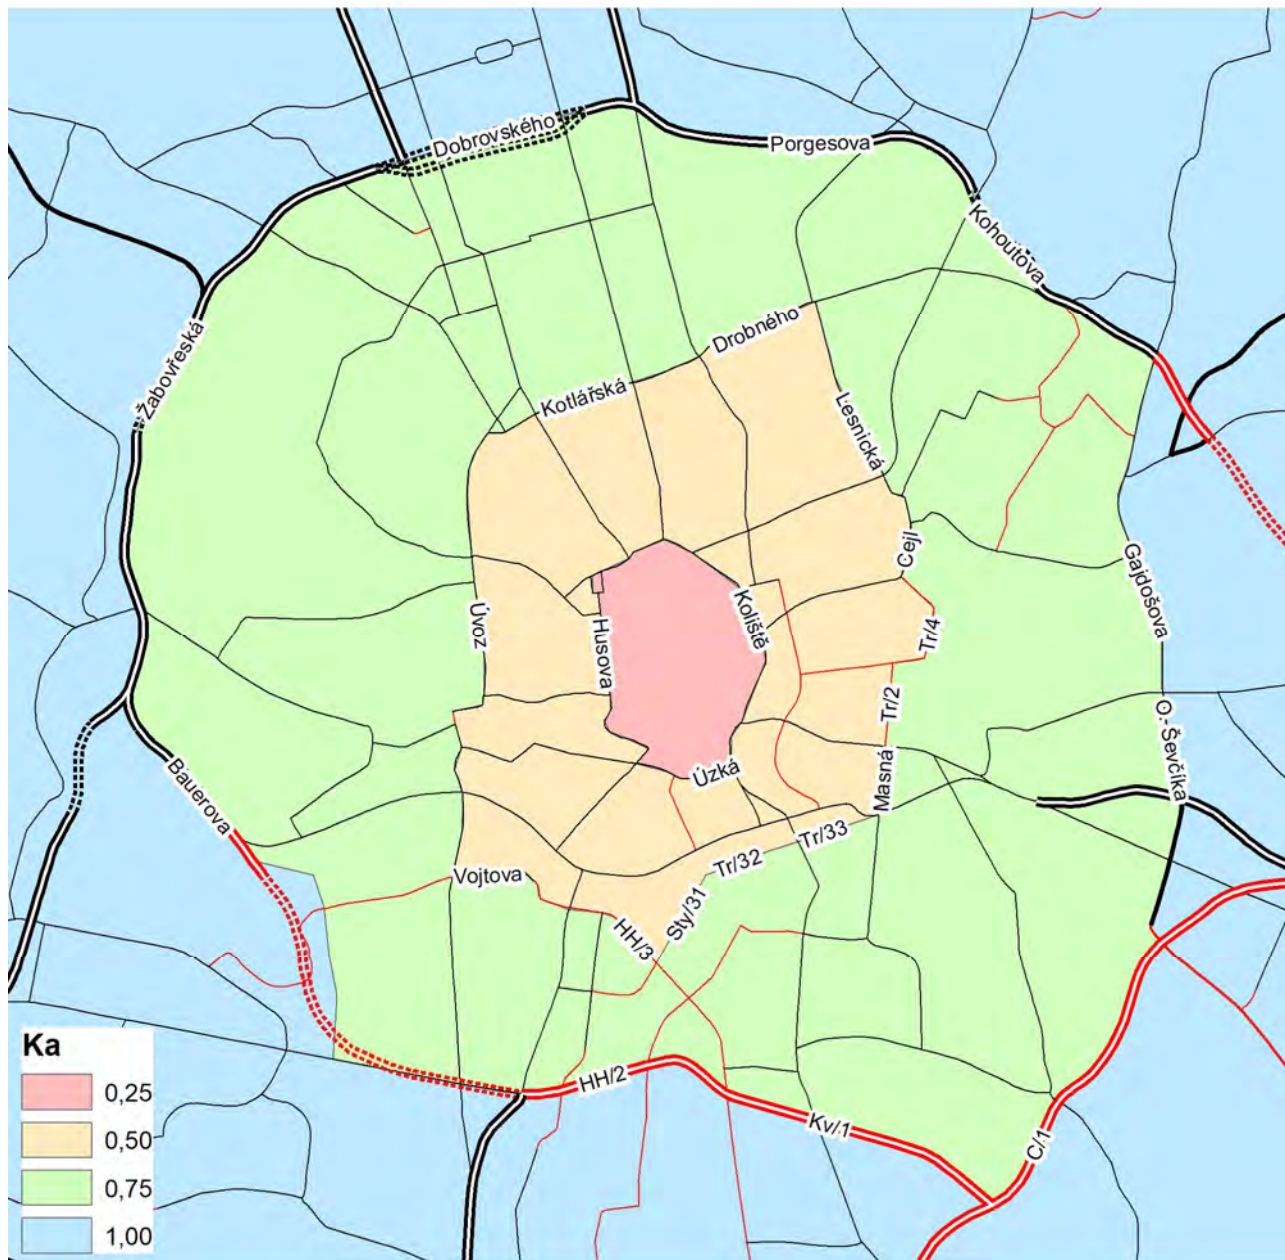 Dobrovského
Porgesova
Kohoutova
Žabovřeská
Drobného
Kotlářská
Lesnická
Cejl
Gajdošova
Úvoz
Husova
Koliště
Tr/4
Tr/2
O. Ševčíka
Bauerova
Úzká
Masná
Tr/33
Tr/32
Vojtova
Sty/31
HH/3
HH/2
Kv/1
C/1
Ka
0,25
0,50
0,75
1,00